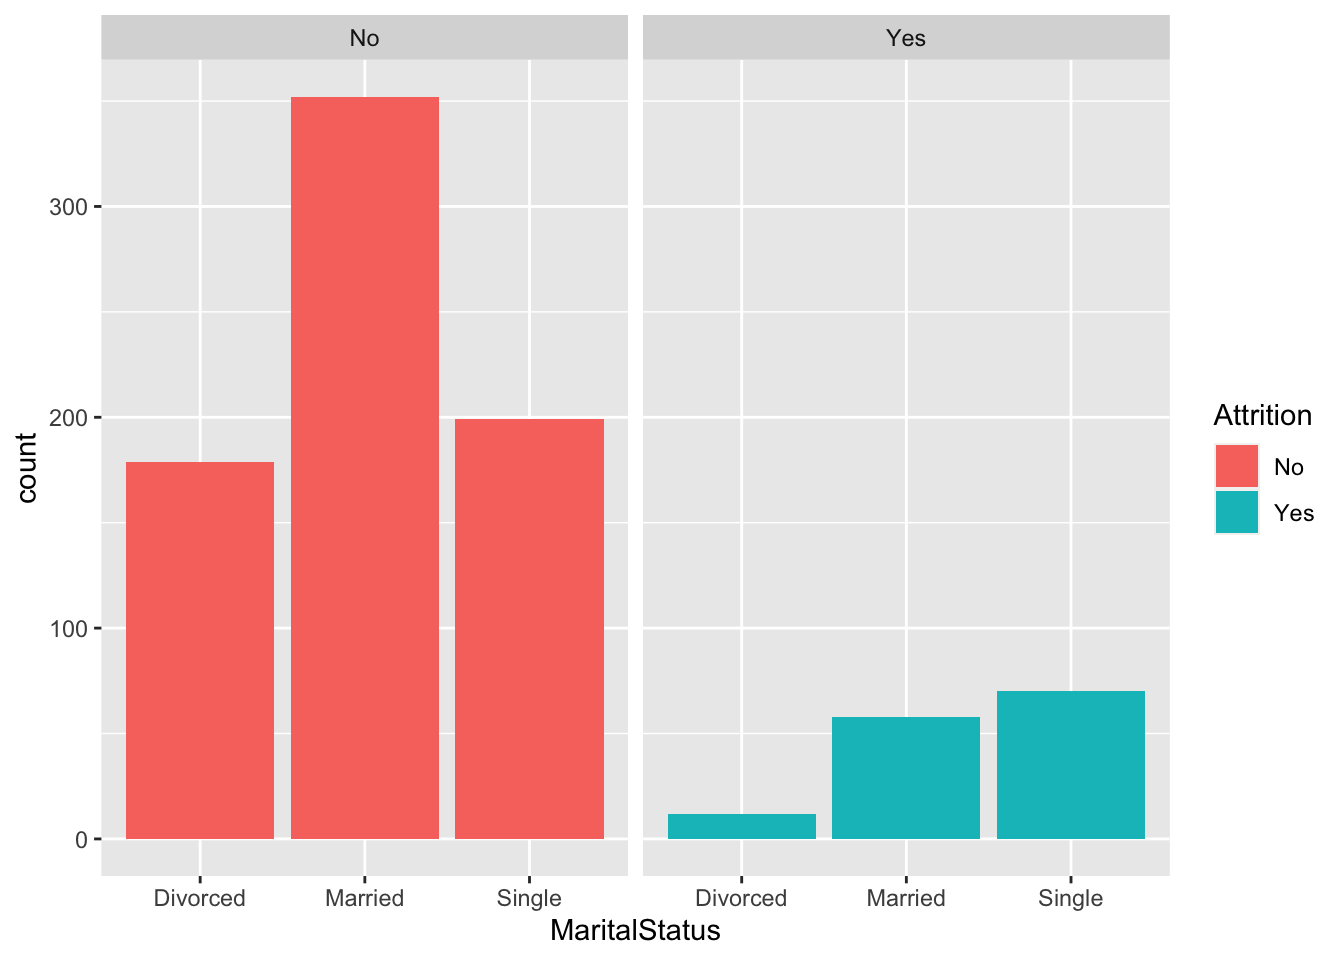 No
Yes
300
200
100
0
count
Divorced
Married
Single
Divorced
Married
Single
MaritalStatus
Attrition
No
Yes